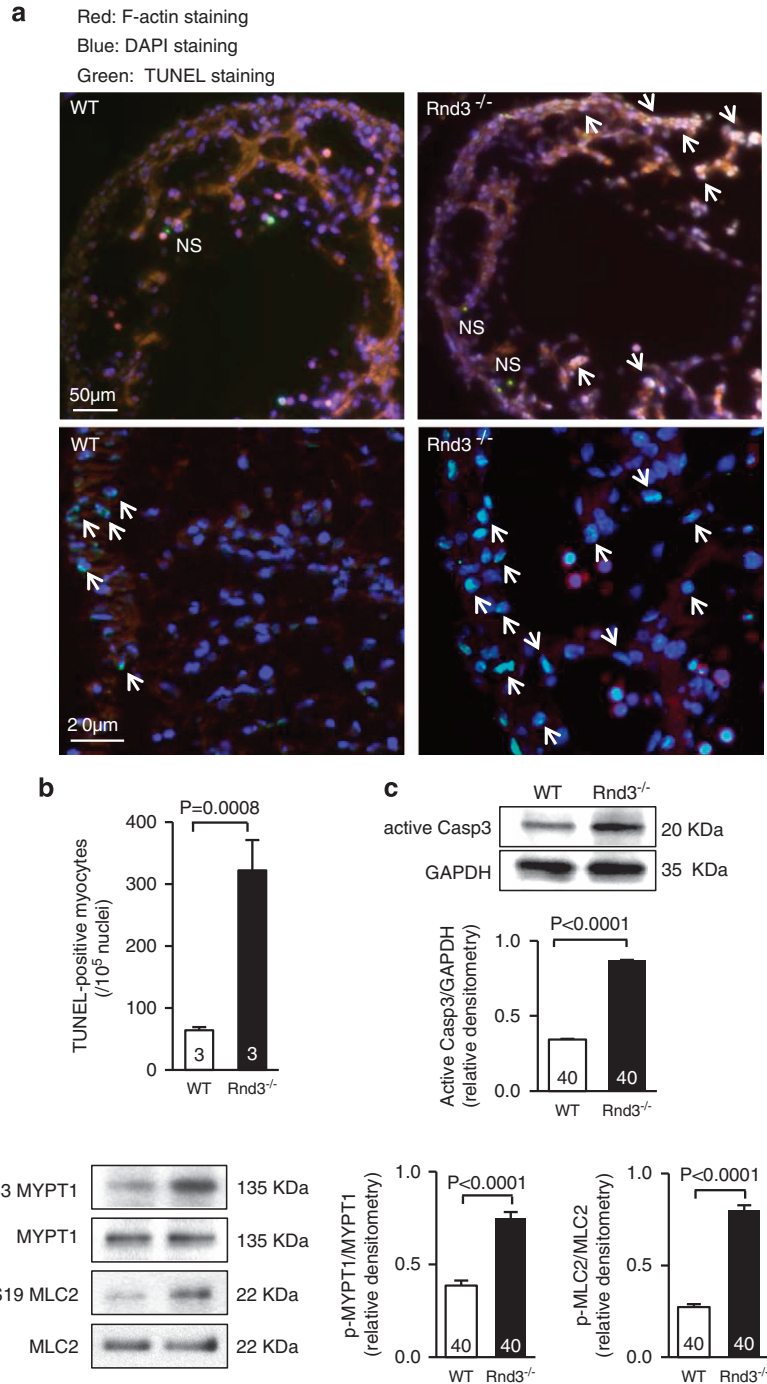 a
Red: F-actin staining
Blue: DAPI staining
Green: TUNEL staining
WT
NS
50µm
Rnd3 -/-
NS
NS
WT
2 0µm
Rnd3 -/-
b
P=0.0008
TUNEL-positive myocytes
(/10⁵ nuclei)
400
300
200
100
0
3
3
WT Rnd3-/-
c
WT Rnd3-/-
active Casp3 20 KDa
GAPDH 35 KDa
P<0.0001
Active Casp3/GAPDH
(relative densitometry)
1.0
0.5
0.0
40
40
WT Rnd3-/-
3 MYPT1 135 KDa
MYPT1 135 KDa
S19 MLC2 22 KDa
MLC2 22 KDa
P<0.0001
p-MYPT1/MYPT1
(relative densitometry)
1.0
0.5
0.0
40
40
WT Rnd3-/-
P<0.0001
p-MLC2/MLC2
(relative densitometry)
1.0
0.5
0.0
40
40
WT Rnd3-/-